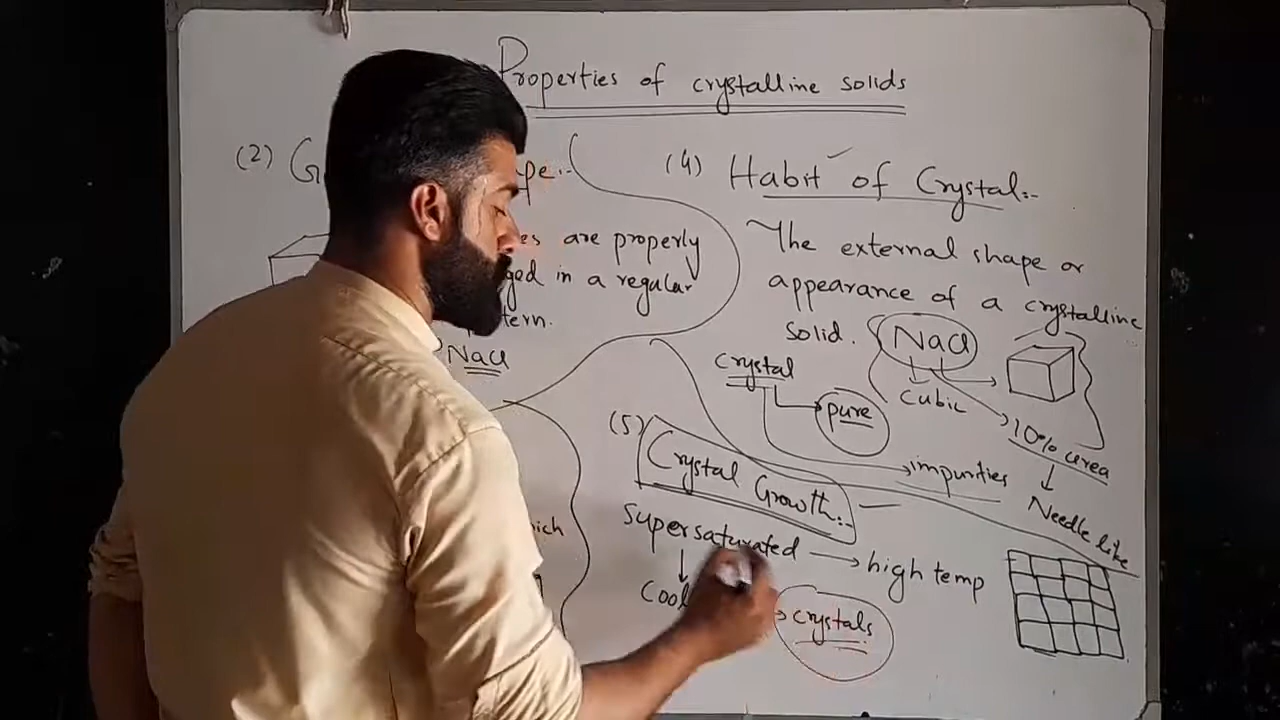 Properties of crystalline solids
(2) G pe:-
es are properly
ged in a regular
tern.
NaCl
ich
(4) Habit of Crystal:-
The external shape or
appearance of a crystalline
solid. NaCl
Cubic
10% urea
Needle like
Crystal
pure
impurities
(5) Crystal Growth:-
Supersaturated → high temp
Cool → crystals